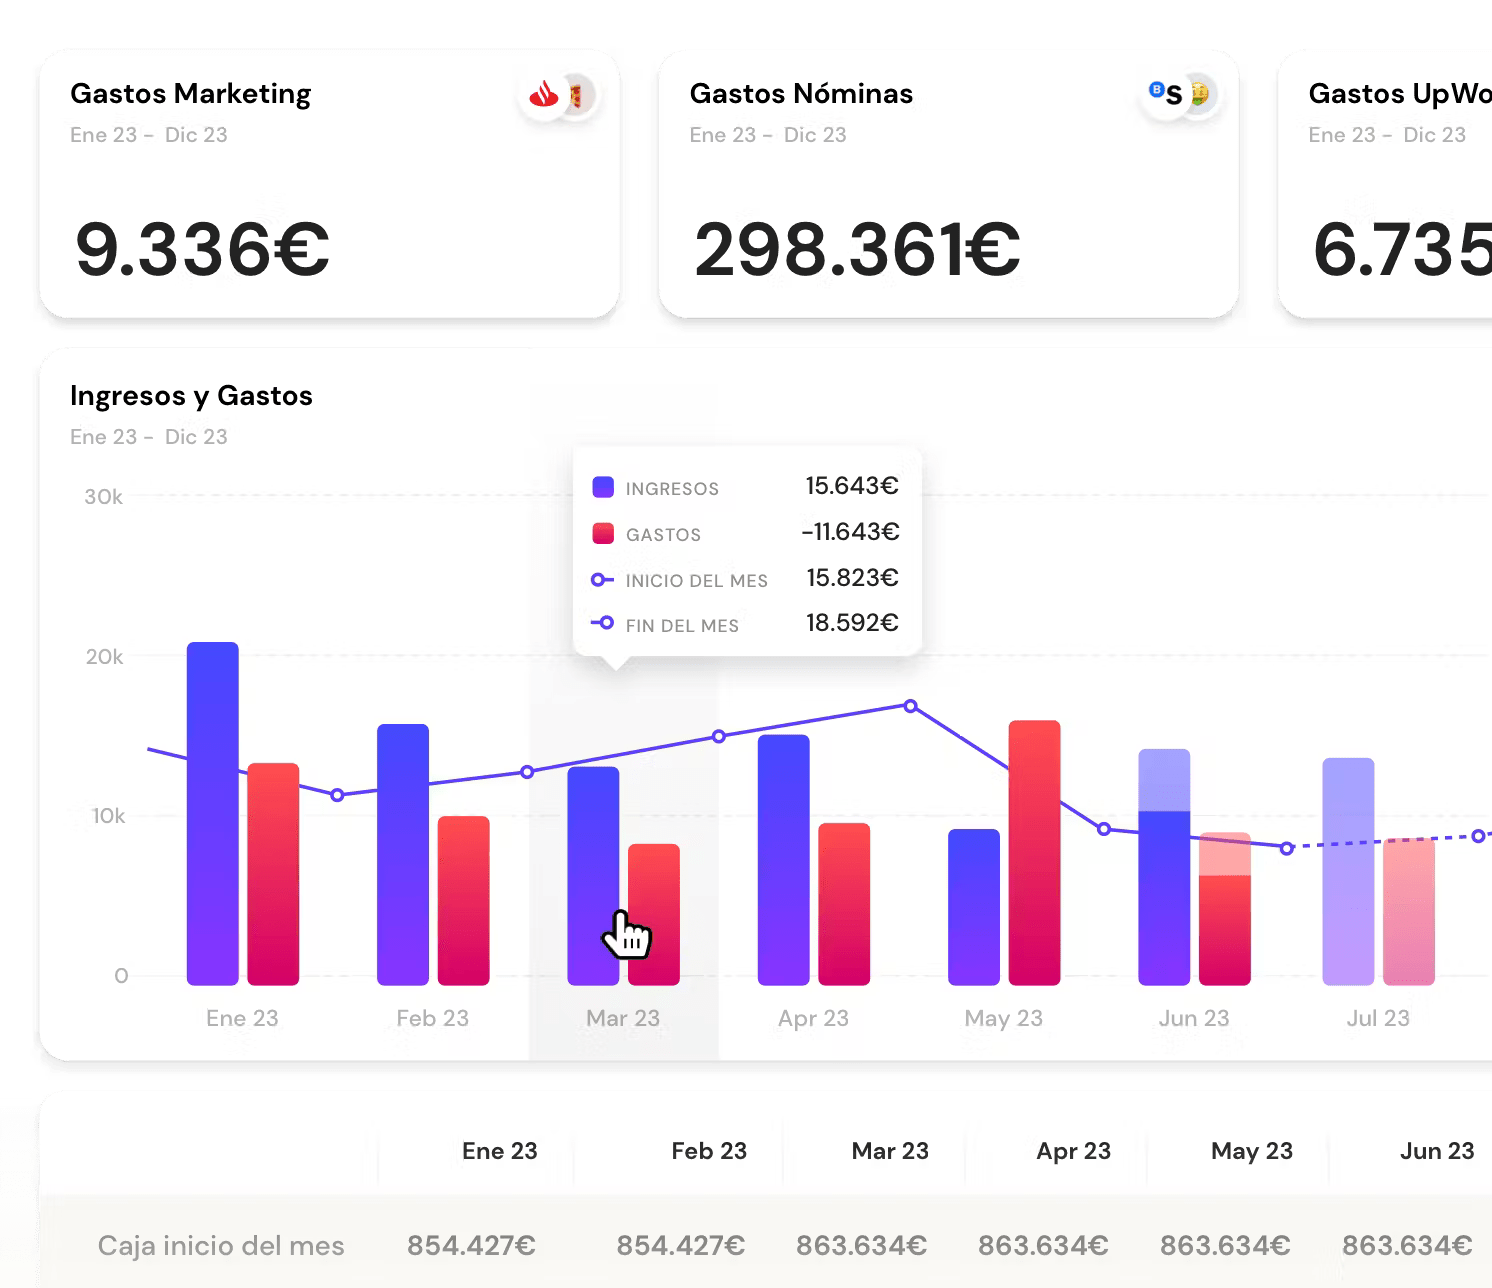 Gastos Marketing
Ene 23 - Dic 23
9.336€
Gastos Nóminas
Ene 23 - Dic 23
B S
298.361€
Gastos UpWo
Ene 23 - Dic 23
6.735
Ingresos y Gastos
Ene 23 - Dic 23
INGRESOS 15.643€
GASTOS -11.643€
INICIO DEL MES 15.823€
FIN DEL MES 18.592€
30k
20k
10k
0
Ene 23 Feb 23 Mar 23 Apr 23 May 23 Jun 23 Jul 23
Ene 23 Feb 23 Mar 23 Apr 23 May 23 Jun 23
Caja inicio del mes 854.427€ 854.427€ 863.634€ 863.634€ 863.634€ 863.634€